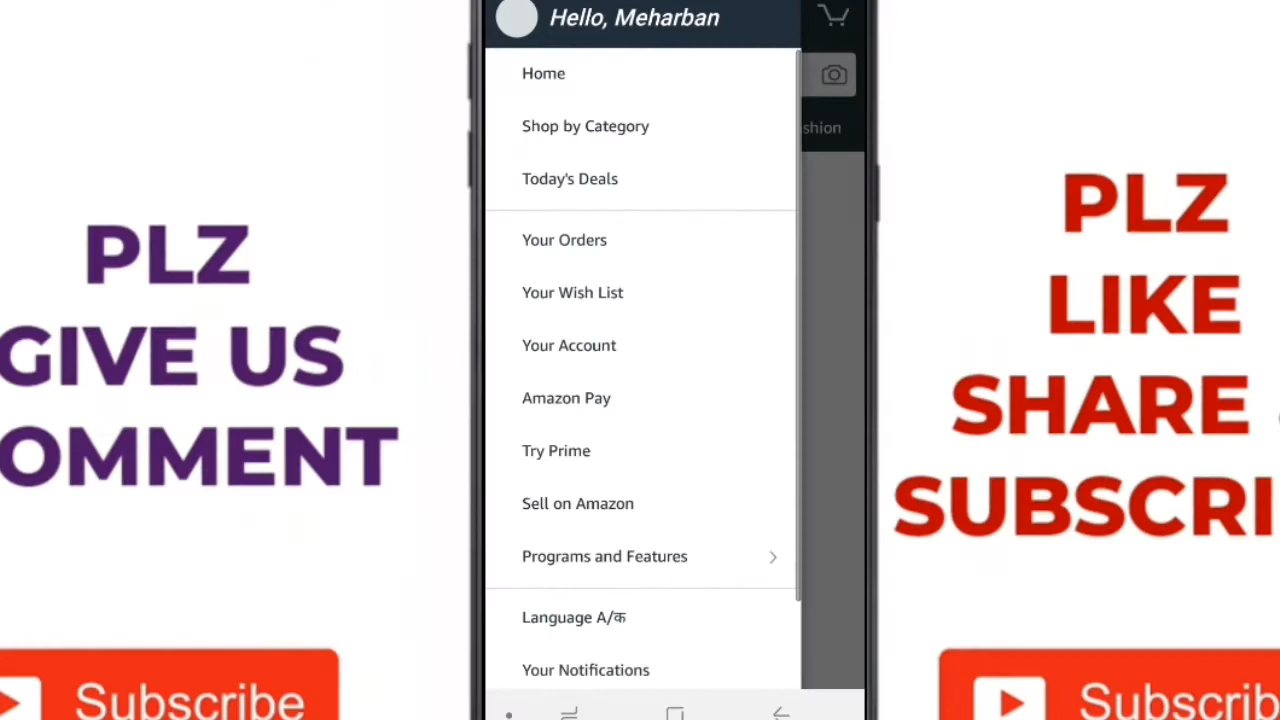 PLZ
GIVE US
OMMENT
Subscribe
Hello, Meharban
Home
Shop by Category
Today's Deals
Your Orders
Your Wish List
Your Account
Amazon Pay
Try Prime
Sell on Amazon
Programs and Features
Language A/क
Your Notifications
shion
PLZ
LIKE
SHARE
SUBSCRI
Subscrib